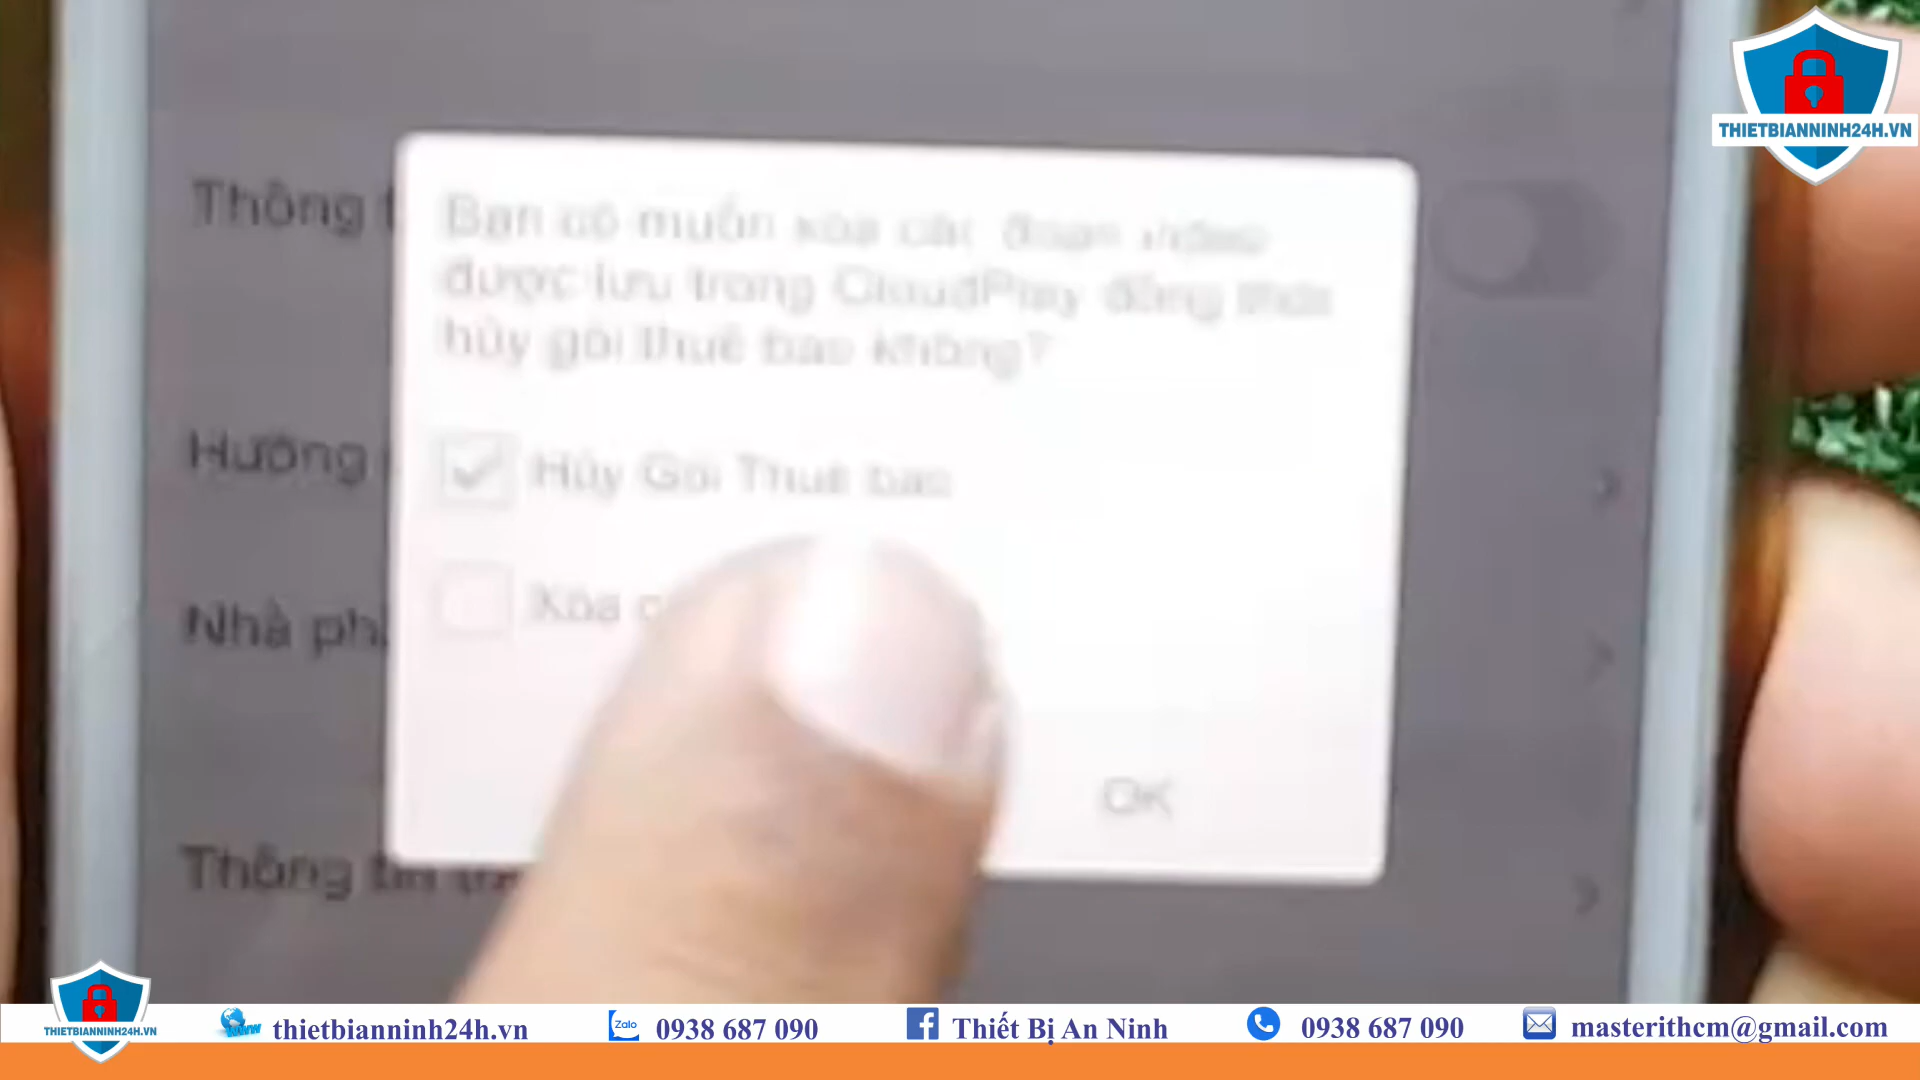 THIETBIANNINH24H.VN
Thông t
Bạn có muốn xóa các đoạn video
được lưu trong CloudPlay đồng thời
hủy gói thuê bao không?
Hướng
Hủy Gói Thuê bao
Xóa c
Nhà ph
OK
Thông tin
THIETBIANNINH24H.VN
thietbianninh24h.vn
Zalo
0938 687 090
Thiết Bị An Ninh
0938 687 090
masterithcm@gmail.com